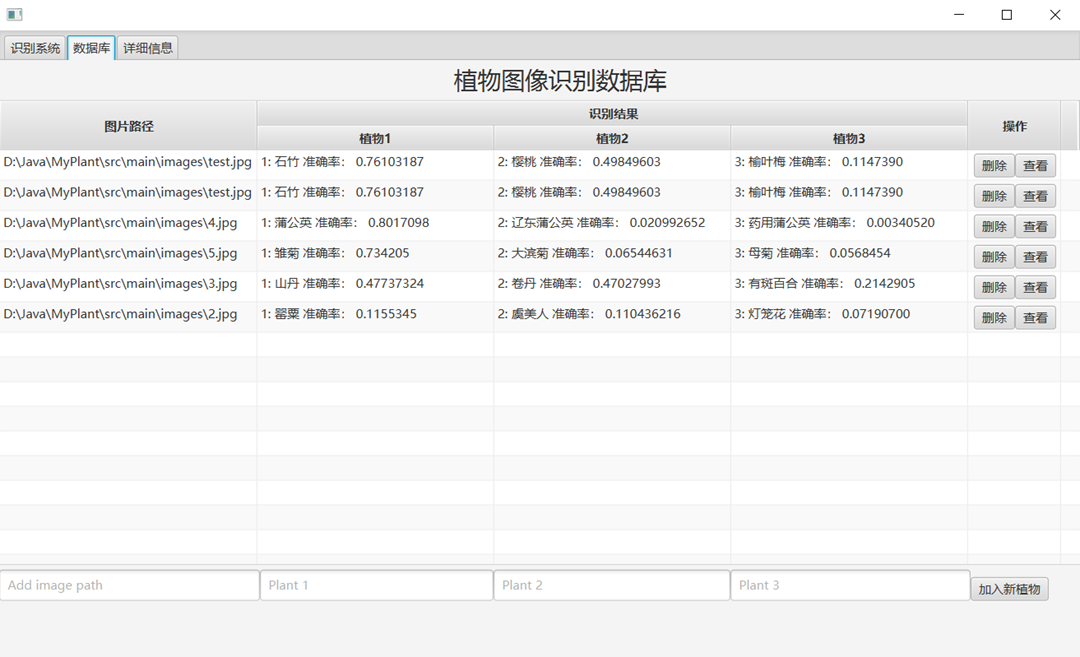 识别系统 数据库 详细信息
植物图像识别数据库
图片路径 识别结果 操作
植物1 植物2 植物3
D:\Java\MyPlant\src\main\images\test.jpg 1: 石竹 准确率： 0.76103187 2: 樱桃 准确率： 0.49849603 3: 榆叶梅 准确率： 0.1147390 删除 查看
D:\Java\MyPlant\src\main\images\test.jpg 1: 石竹 准确率： 0.76103187 2: 樱桃 准确率： 0.49849603 3: 榆叶梅 准确率： 0.1147390 删除 查看
D:\Java\MyPlant\src\main\images\4.jpg 1: 蒲公英 准确率： 0.8017098 2: 辽东蒲公英 准确率： 0.020992652 3: 药用蒲公英 准确率： 0.00340520 删除 查看
D:\Java\MyPlant\src\main\images\5.jpg 1: 雏菊 准确率： 0.734205 2: 大滨菊 准确率： 0.06544631 3: 母菊 准确率： 0.0568454 删除 查看
D:\Java\MyPlant\src\main\images\3.jpg 1: 山丹 准确率： 0.47737324 2: 卷丹 准确率： 0.47027993 3: 有斑百合 准确率： 0.2142905 删除 查看
D:\Java\MyPlant\src\main\images\2.jpg 1: 罂粟 准确率： 0.1155345 2: 虞美人 准确率： 0.110436216 3: 灯笼花 准确率： 0.07190700 删除 查看
Add image path Plant 1 Plant 2 Plant 3 加入新植物